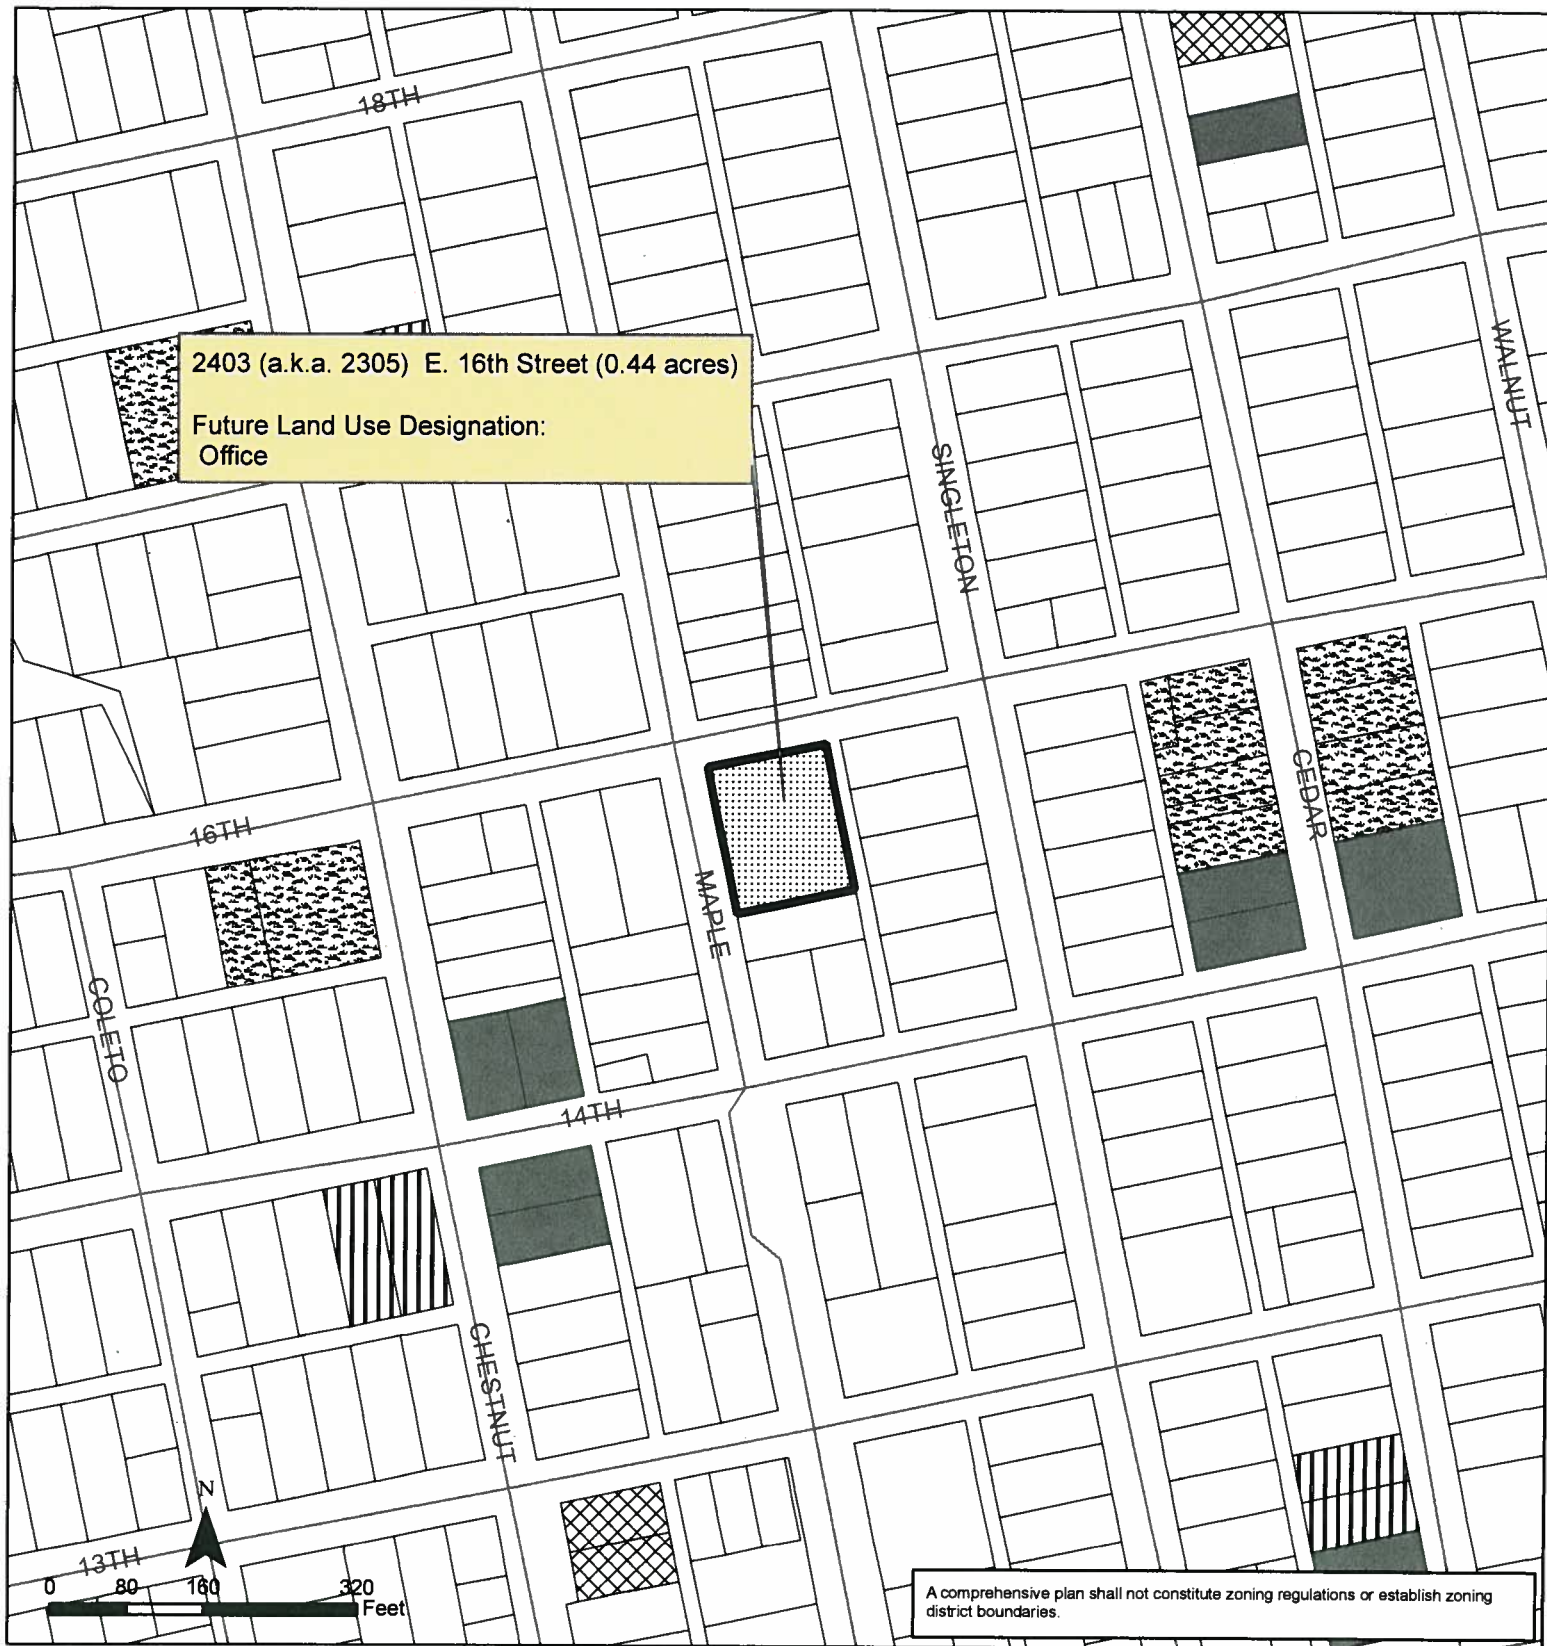 18TH
2403 (a.k.a. 2305) E. 16th Street (0.44 acres)
Future Land Use Designation:
Office
WALNUT
SINGLETON
CEDAR
16TH
MAPLE
COLETO
14TH
CHESTNUT
N
13TH
0 80 160 320
Feet
A comprehensive plan shall not constitute zoning regulations or establish zoning
district boundaries.